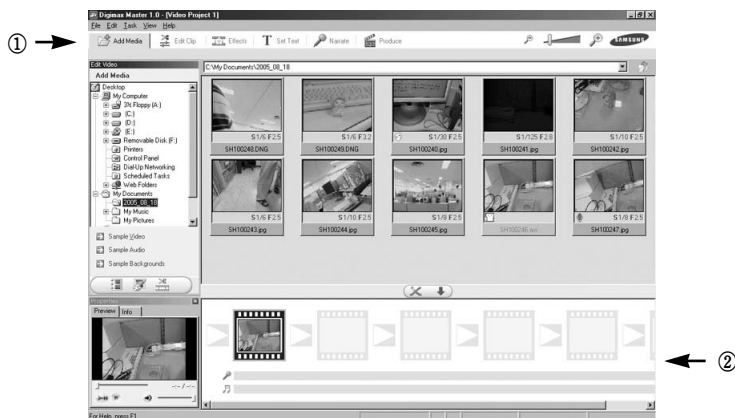 Digimax Master 1.0 - [Video Project 1]
File Edit Task View Help
① Add Media Edit Clip Effects T Set Text Narrate Produce SAMSUNG
Edit Video
Add Media
C:\My Documents\2005_08_18
Desktop
My Computer
3½ Floppy (A:)
(C:)
(D:)
(E:)
Removable Disk (F:)
Printers
Control Panel
Dial-Up Networking
Scheduled Tasks
Web Folders
My Documents
2005_08_18
My Music
My Pictures
Sample Video
Sample Audio
Sample Backgrounds
S1/6 F2.5 S1/6 F3.2 S1/30 F2.5 S1/125 F2.8 S1/10 F2.5
SH100248.DNG SH100249.DNG SH100240.jpg SH100241.jpg SH100242.jpg
S1/6 F2.5 S1/10 F2.5 S1/8 F2.5 S1/8 F2.5
SH100243.jpg SH100244.jpg SH100245.jpg SH100246.avi SH100247.jpg
Properties
Preview Info
-:-- / -:--
②
For Help, press F1